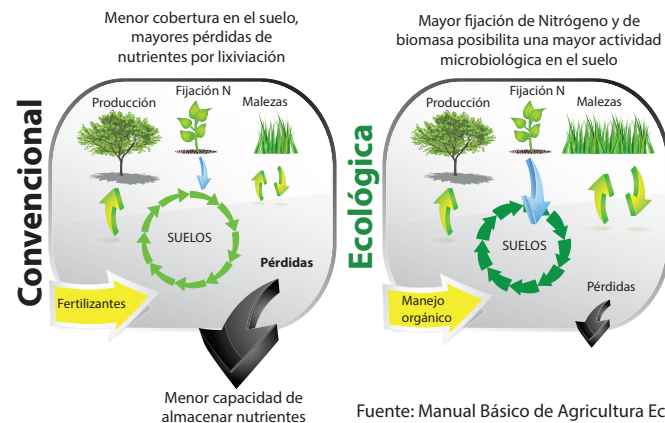 Menor cobertura en el suelo,
mayores pérdidas de
nutrientes por lixiviación
Convencional
Producción
Fijación N
Malezas
SUELOS
Pérdidas
Fertilizantes
Menor capacidad de
almacenar nutrientes
Mayor fijación de Nitrógeno y de
biomasa posibilita una mayor actividad
microbiológica en el suelo
Ecológica
Producción
Fijación N
Malezas
SUELOS
Pérdidas
Manejo
orgánico
Fuente: Manual Básico de Agricultura Ec